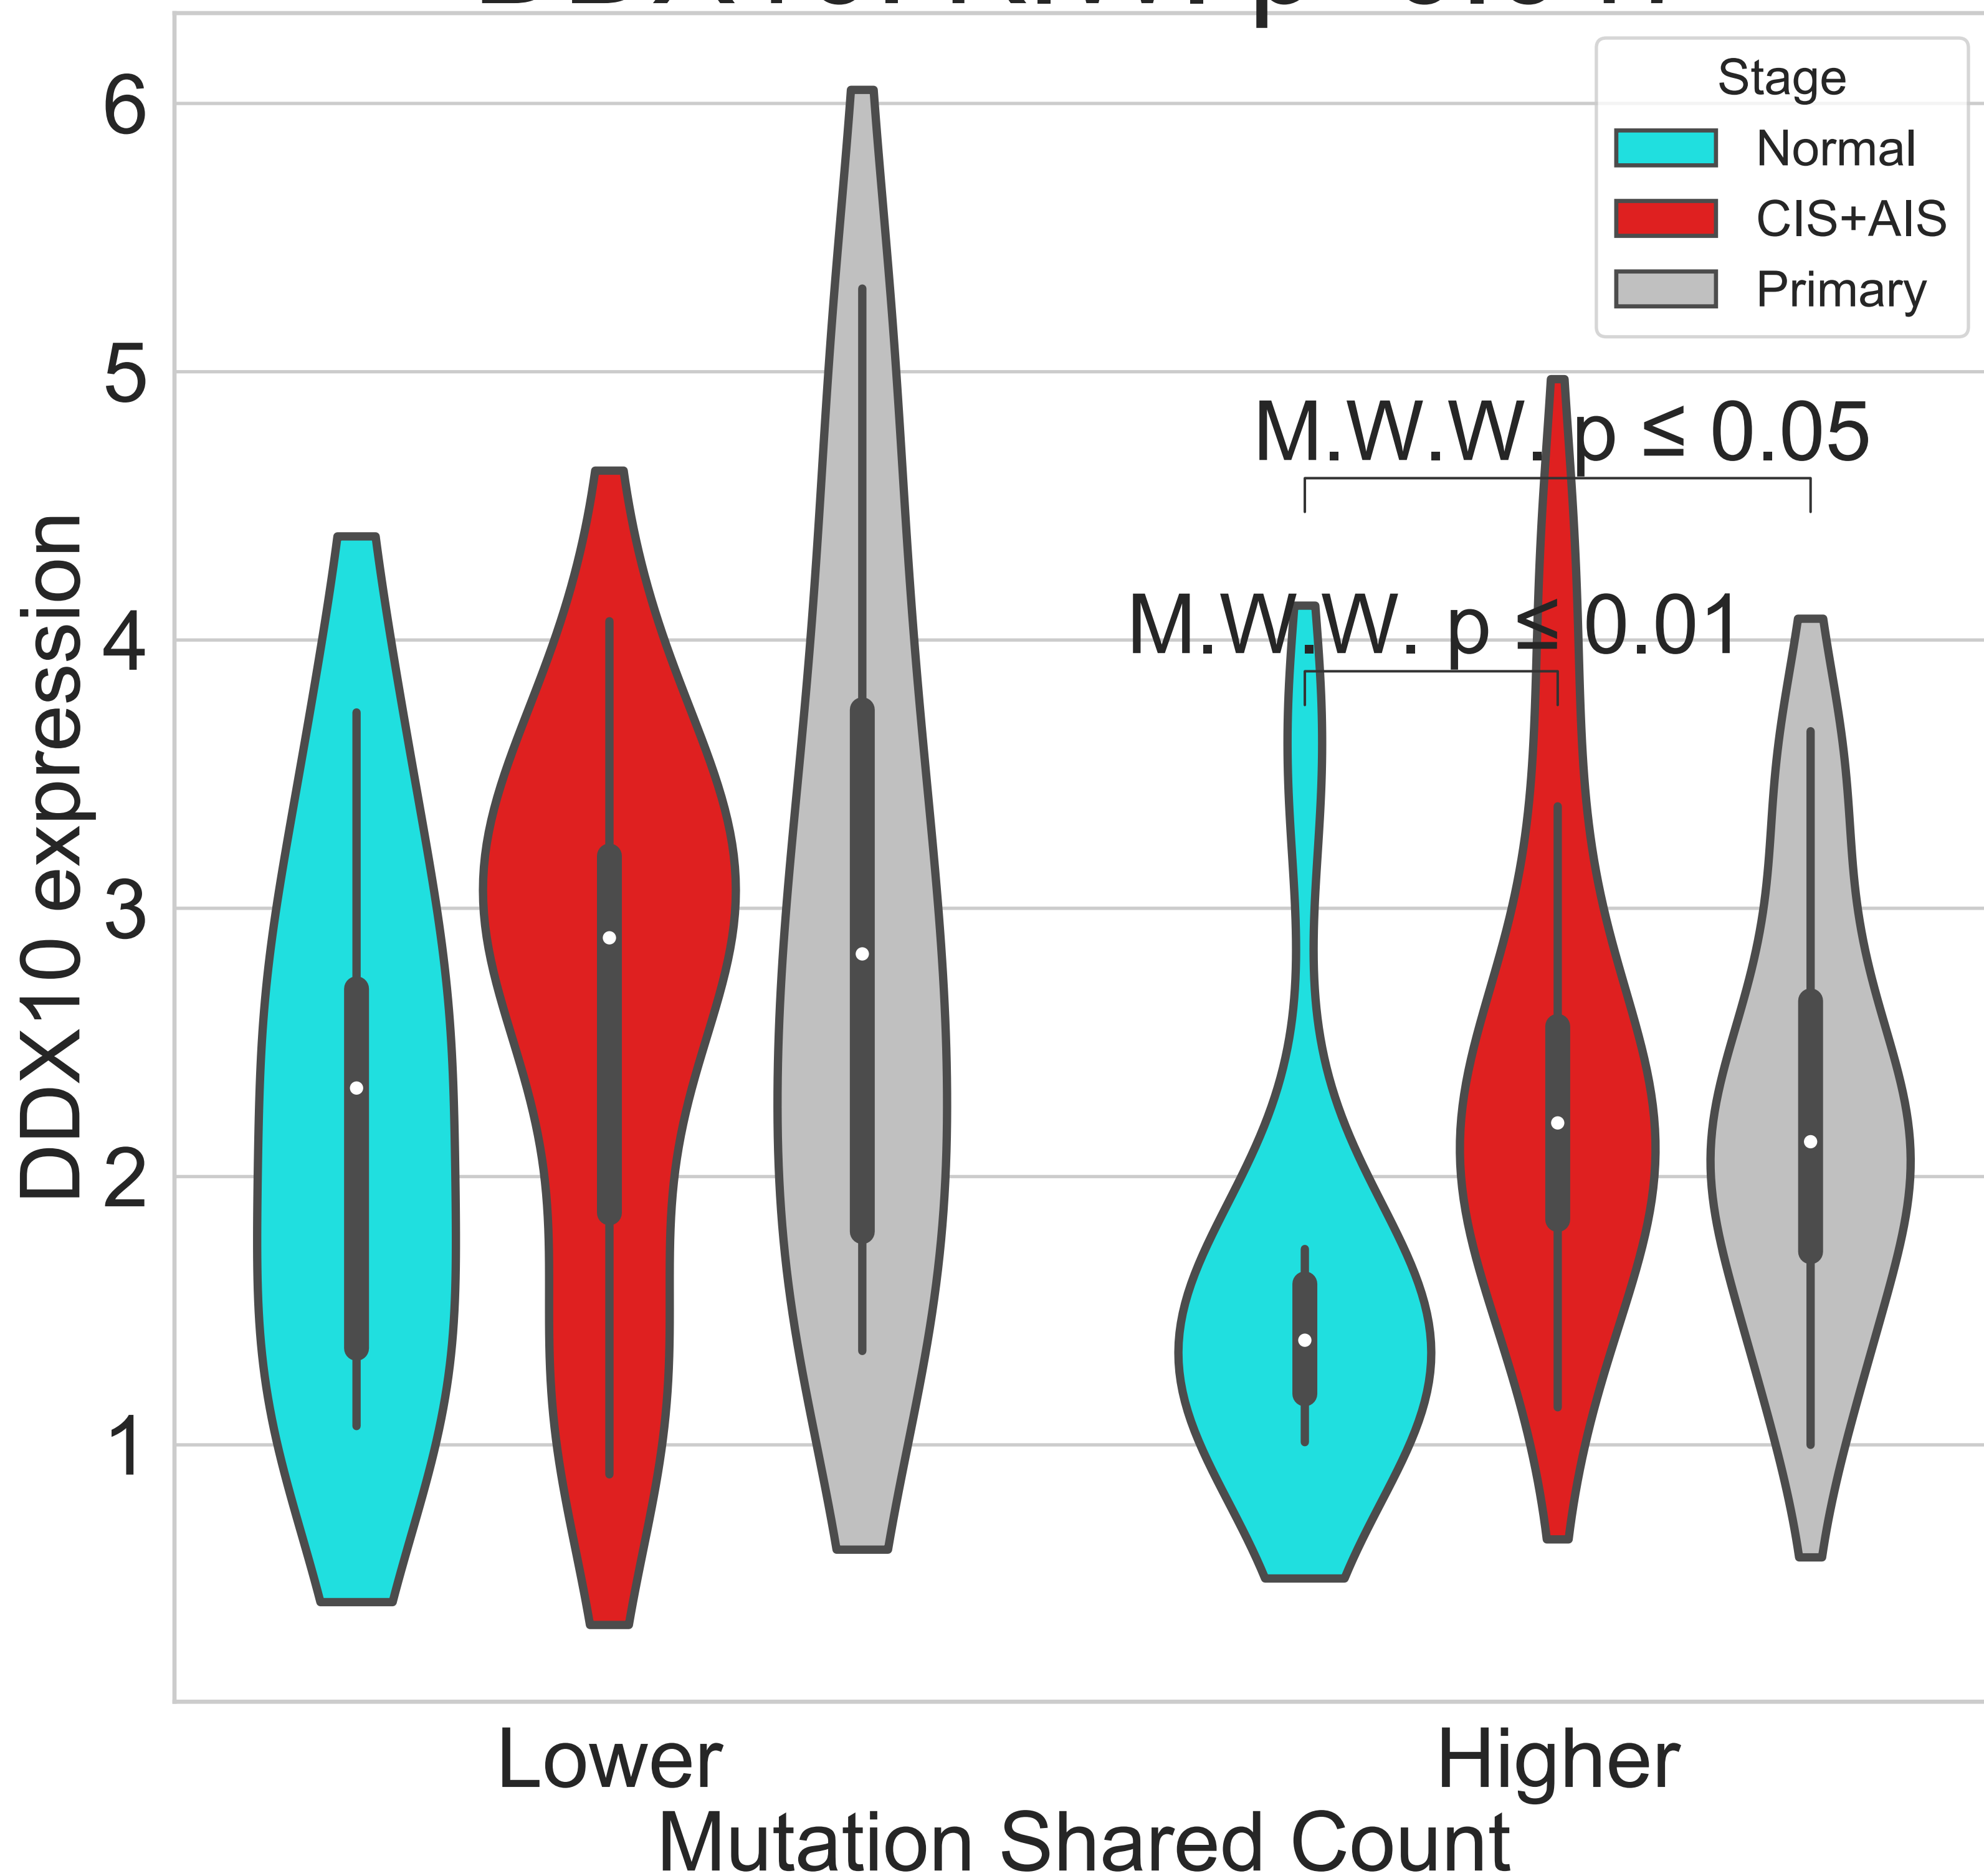 6
5
4
3
2
1
DDX10 expression
Stage
Normal
CIS+AIS
Primary
M.W.W. p ≤ 0.05
M.W.W. p ≤ 0.01
Lower
Higher
Mutation Shared Count